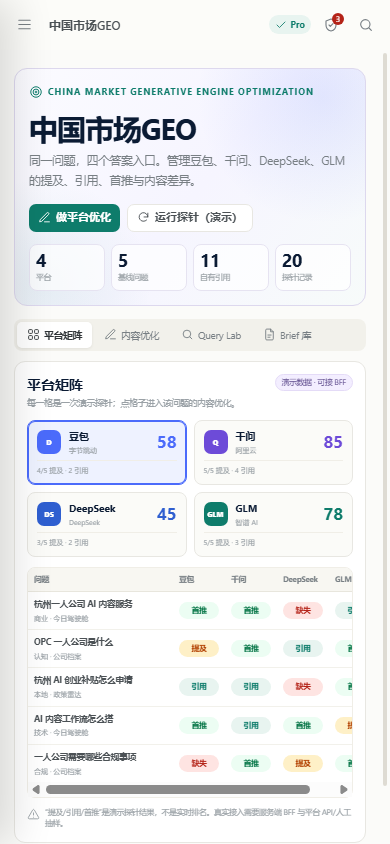 中国市场GEO
Pro
3
CHINA MARKET GENERATIVE ENGINE OPTIMIZATION
中国市场GEO
同一问题，四个答案入口。管理豆包、千问、DeepSeek、GLM
的提及、引用、首推与内容差异。
做平台优化
运行探针（演示）
4
平台
5
基线问题
11
自有引用
20
探针记录
平台矩阵
内容优化
Query Lab
Brief 库
平台矩阵
演示数据 · 可接 BFF
每一格是一次演示探针；点格子进入该问题的内容优化。
D
豆包
字节跳动
58
4/5 提及 · 2 引用
Q
千问
阿里云
85
5/5 提及 · 4 引用
DS
DeepSeek
DeepSeek
45
3/5 提及 · 2 引用
GLM
GLM
智谱 AI
78
5/5 提及 · 3 引用
问题 豆包 千问 DeepSeek GLM
杭州一人公司 AI 内容服务
商业 · 今日驾驶舱
首推 首推 缺失 引
OPC 一人公司是什么
认知 · 公司档案
提及 引用 引用 首
杭州 AI 创业补贴怎么申请
本地 · 政策雷达
引用 引用 缺失 首
AI 内容工作流怎么搭
技术 · 今日驾驶舱
首推 引用 首推 提
一人公司需要哪些合规事项
合规 · 公司档案
缺失 首推 提及 首
“提及/引用/首推”是演示探针结果，不是实时排名。真实接入需要服务端 BFF 与平台 API/人工
抽样。